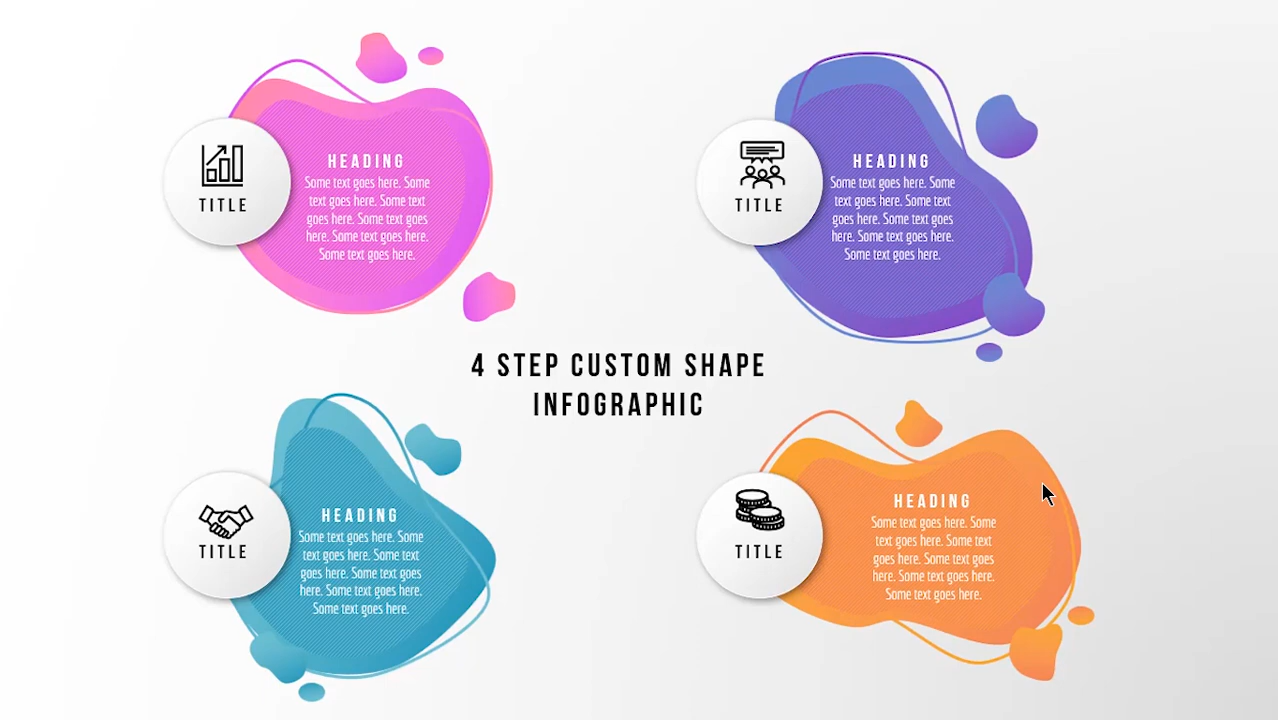 TITLE
HEADING
Some text goes here. Some
text goes here. Some text
goes here. Some text goes
here. Some text goes here.
Some text goes here.
TITLE
HEADING
Some text goes here. Some
text goes here. Some text
goes here. Some text goes
here. Some text goes here.
Some text goes here.
4 STEP CUSTOM SHAPE
INFOGRAPHIC
TITLE
HEADING
Some text goes here. Some
text goes here. Some text
goes here. Some text goes
here. Some text goes here.
Some text goes here.
TITLE
HEADING
Some text goes here. Some
text goes here. Some text
goes here. Some text goes
here. Some text goes here.
Some text goes here.